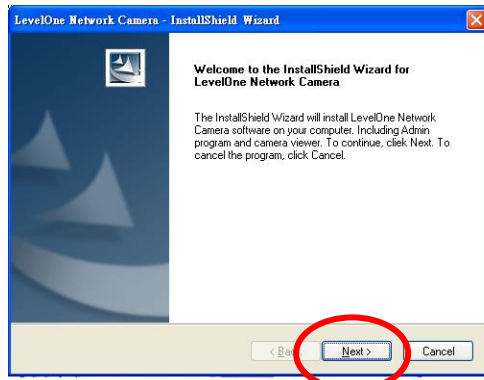 LevelOne Network Camera - InstallShield Wizard
Welcome to the InstallShield Wizard for
LevelOne Network Camera
The InstallShield Wizard will install LevelOne Network
Camera software on your computer. Including Admin
program and camera viewer. To continue, cliek Next. To
cancel the program, click Cancel.
Next > Cancel